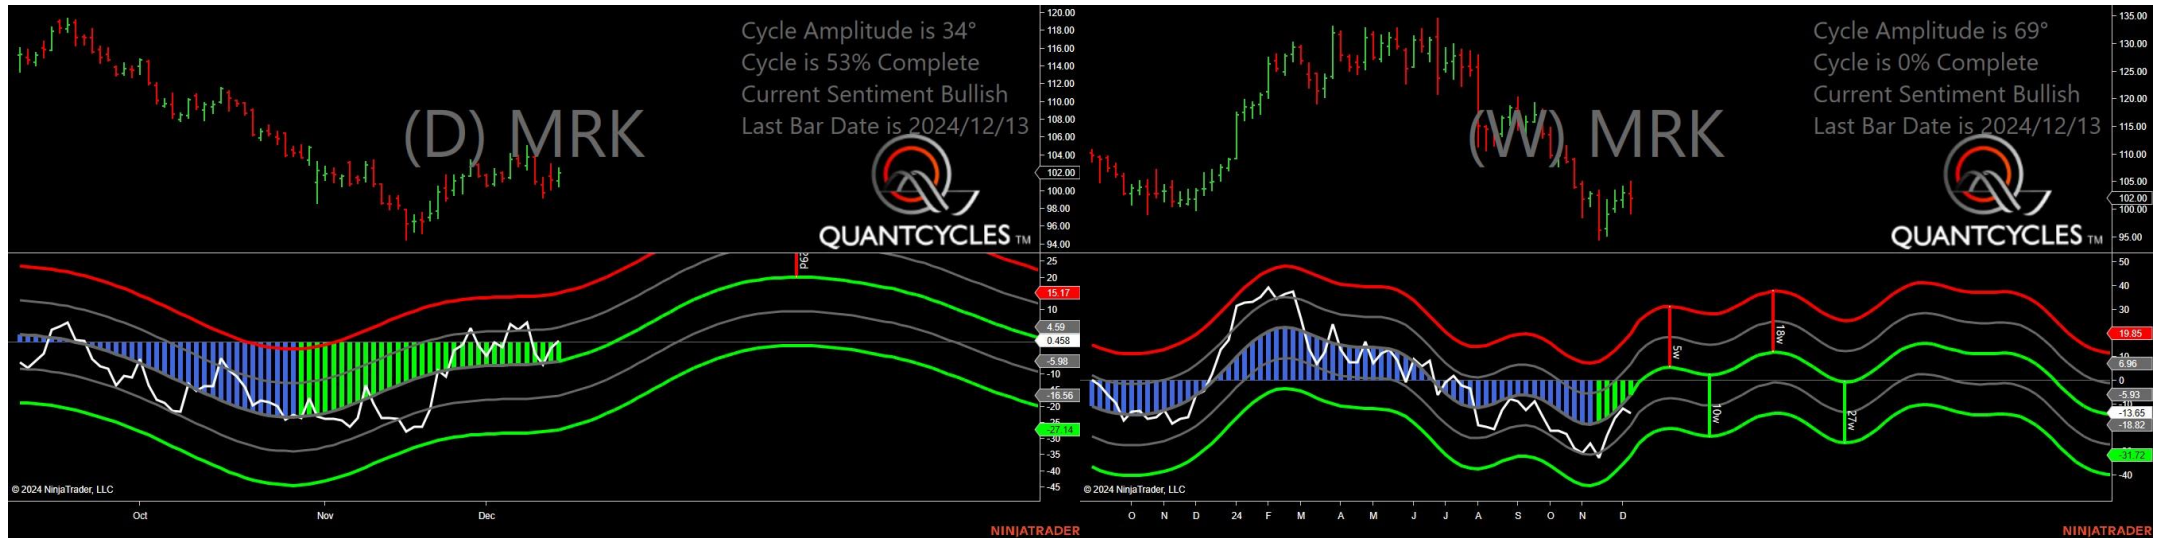 Cycle Amplitude is 34°
Cycle is 53% Complete
Current Sentiment Bullish
Last Bar Date is 2024/12/13
(D) MRK
QUANTCYCLES TM
120.00
118.00
116.00
114.00
112.00
110.00
108.00
106.00
104.00
102.00
100.00
98.00
96.00
94.00
29d
25
20
15.17
10
4.59
0.458
-5.98
-10
-16.56
-20
-25
-27.14
-30
-35
-40
-45
© 2024 NinjaTrader, LLC
Oct
Nov
Dec
NINJATRADER
Cycle Amplitude is 69°
Cycle is 0% Complete
Current Sentiment Bullish
Last Bar Date is 2024/12/13
(W) MRK
QUANTCYCLES TM
135.00
130.00
125.00
120.00
115.00
110.00
105.00
102.00
100.00
95.00
5w
18w
10w
27w
50
40
30
19.85
10
6.96
0
-5.93
-10
-13.65
-18.82
-31.72
-40
© 2024 NinjaTrader, LLC
O N D 24 F M A M J J A S O N D
NINJATRADER